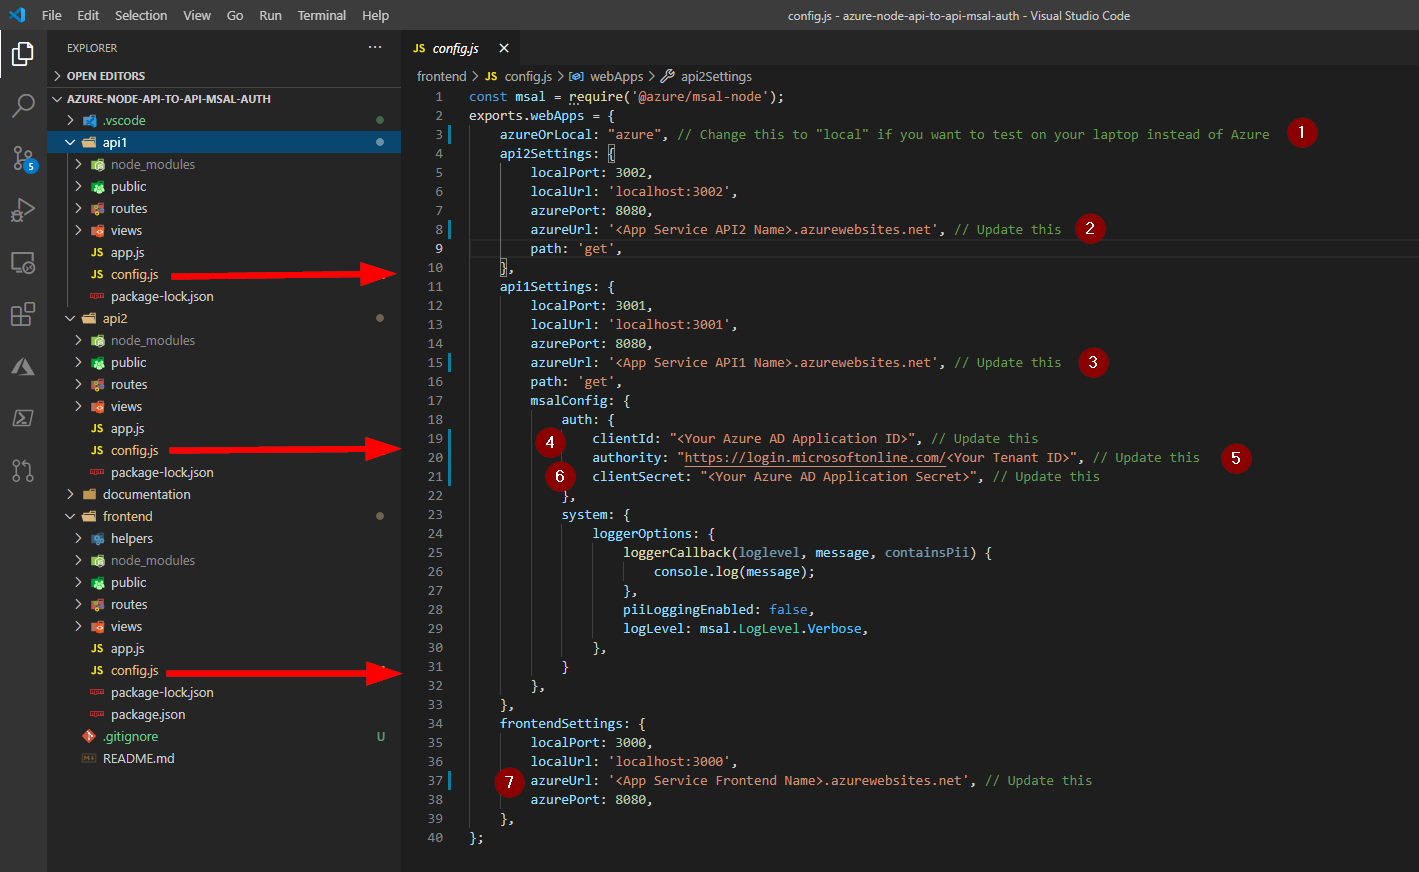 File Edit Selection View Go Run Terminal Help config.js - azure-node-api-to-api-msal-auth - Visual Studio Code
EXPLORER ...
OPEN EDITORS
AZURE-NODE-API-TO-API-MSAL-AUTH
.vscode
api1
node_modules
public
routes
views
JS app.js
JS config.js
package-lock.json
api2
node_modules
public
routes
views
JS app.js
JS config.js
package-lock.json
documentation
frontend
helpers
node_modules
public
routes
views
JS app.js
JS config.js
package-lock.json
package.json
.gitignore U
README.md
5
JS config.js
frontend > JS config.js > webApps > api2Settings
1 const msal = require('@azure/msal-node');
2 exports.webApps = {
3 azureOrLocal: "azure", // Change this to "local" if you want to test on your laptop instead of Azure 1
4 api2Settings: {
5 localPort: 3002,
6 localUrl: 'localhost:3002',
7 azurePort: 8080,
8 azureUrl: '<App Service API2 Name>.azurewebsites.net', // Update this 2
9 path: 'get',
10 },
11 api1Settings: {
12 localPort: 3001,
13 localUrl: 'localhost:3001',
14 azurePort: 8080,
15 azureUrl: '<App Service API1 Name>.azurewebsites.net', // Update this 3
16 path: 'get',
17 msalConfig: {
18 auth: {
19 4 clientId: "<Your Azure AD Application ID>", // Update this
20 authority: "https://login.microsoftonline.com/<Your Tenant ID>", // Update this 5
21 6 clientSecret: "<Your Azure AD Application Secret>", // Update this
22 },
23 system: {
24 loggerOptions: {
25 loggerCallback(loglevel, message, containsPii) {
26 console.log(message);
27 },
28 piiLoggingEnabled: false,
29 logLevel: msal.LogLevel.Verbose,
30 },
31 }
32 },
33 },
34 frontendSettings: {
35 localPort: 3000,
36 localUrl: 'localhost:3000',
37 7 azureUrl: '<App Service Frontend Name>.azurewebsites.net', // Update this
38 azurePort: 8080,
39 },
40 };